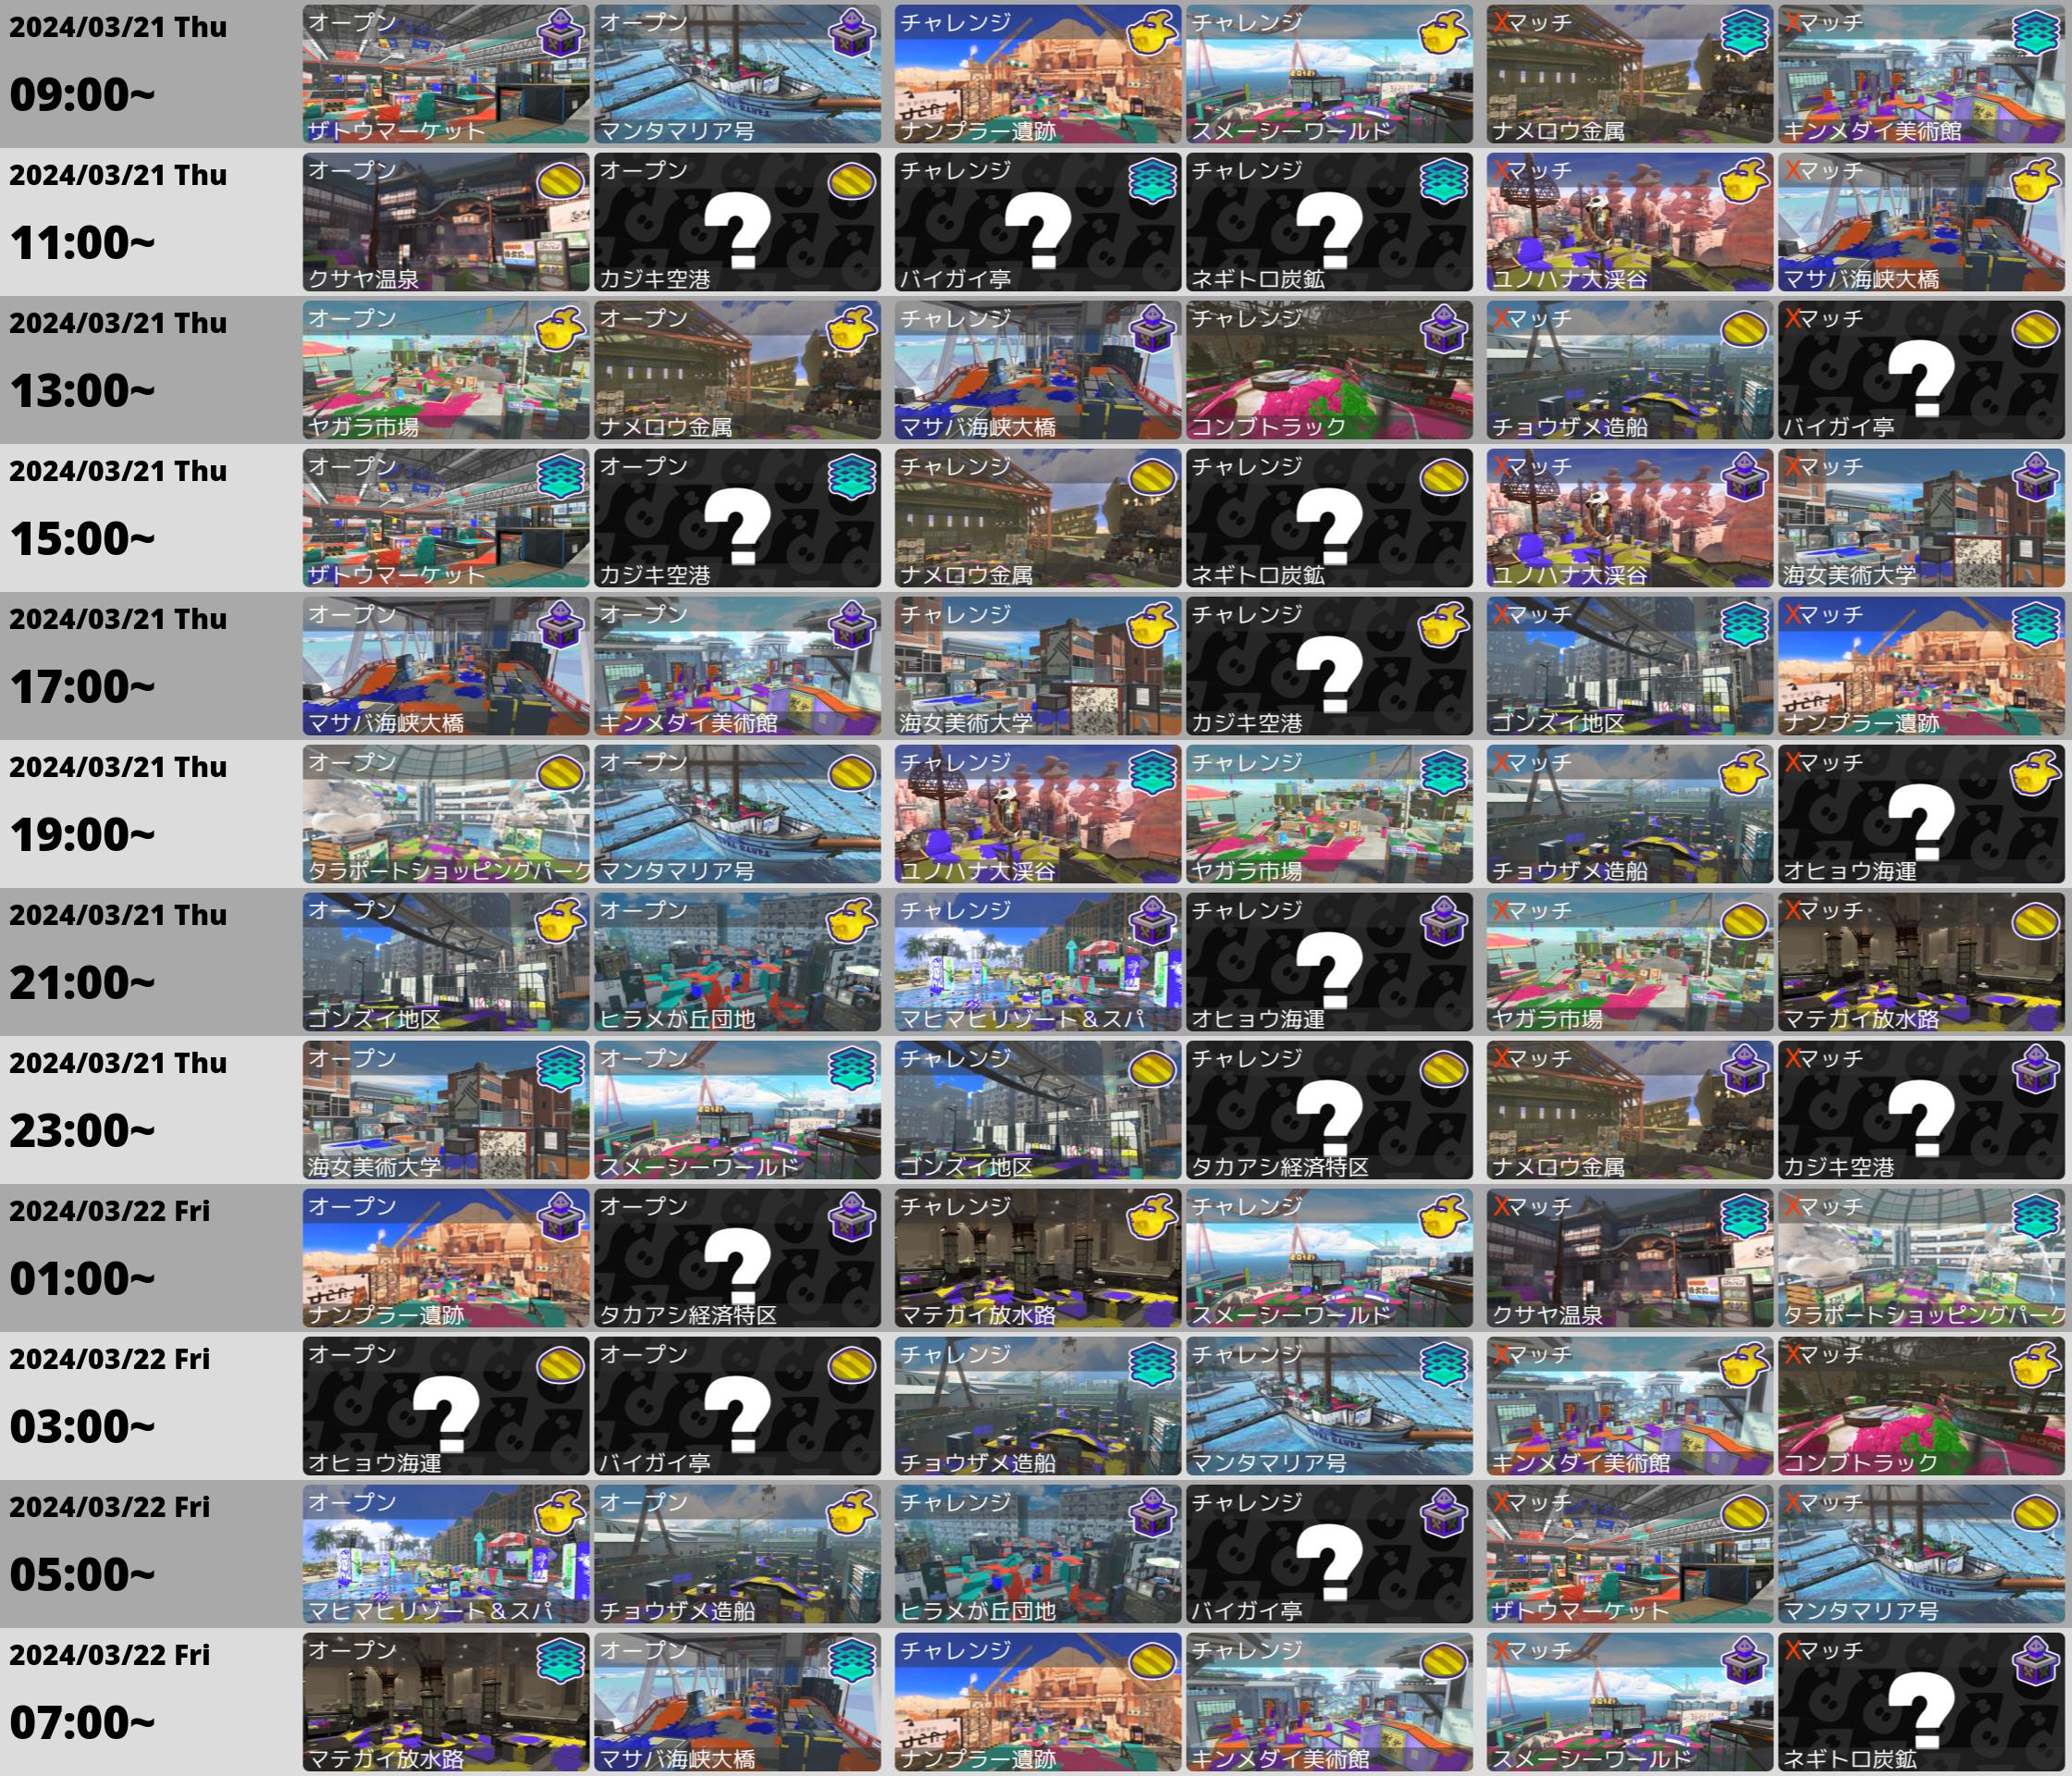 2024/03/21 Thu
09:00~
オープン
ザトウマーケット
オープン
マンタマリア号
チャレンジ
ナンプラー遺跡
チャレンジ
スメーシーワールド
Xマッチ
ナメロウ金属
Xマッチ
キンメダイ美術館
2024/03/21 Thu
11:00~
オープン
クサヤ温泉
オープン
?
カジキ空港
チャレンジ
?
バイガイ亭
チャレンジ
?
ネギトロ炭鉱
Xマッチ
ユノハナ大渓谷
Xマッチ
マサバ海峡大橋
2024/03/21 Thu
13:00~
オープン
ヤガラ市場
オープン
ナメロウ金属
チャレンジ
マサバ海峡大橋
チャレンジ
コンブトラック
Xマッチ
チョウザメ造船
Xマッチ
?
バイガイ亭
2024/03/21 Thu
15:00~
オープン
ザトウマーケット
オープン
?
カジキ空港
チャレンジ
ナメロウ金属
チャレンジ
?
ネギトロ炭鉱
Xマッチ
ユノハナ大渓谷
Xマッチ
海女美術大学
2024/03/21 Thu
17:00~
オープン
マサバ海峡大橋
オープン
キンメダイ美術館
チャレンジ
海女美術大学
チャレンジ
?
カジキ空港
Xマッチ
ゴンズイ地区
Xマッチ
ナンプラー遺跡
2024/03/21 Thu
19:00~
オープン
タラポートショッピングパーク
オープン
マンタマリア号
チャレンジ
ユノハナ大渓谷
チャレンジ
ヤガラ市場
Xマッチ
チョウザメ造船
Xマッチ
?
オヒョウ海運
2024/03/21 Thu
21:00~
オープン
ゴンズイ地区
オープン
ヒラメが丘団地
チャレンジ
マヒマヒリゾート＆スパ
チャレンジ
?
オヒョウ海運
Xマッチ
ヤガラ市場
Xマッチ
マテガイ放水路
2024/03/21 Thu
23:00~
オープン
海女美術大学
オープン
スメーシーワールド
チャレンジ
ゴンズイ地区
チャレンジ
?
タカアシ経済特区
Xマッチ
ナメロウ金属
Xマッチ
?
カジキ空港
2024/03/22 Fri
01:00~
オープン
ナンプラー遺跡
オープン
?
タカアシ経済特区
チャレンジ
マテガイ放水路
チャレンジ
スメーシーワールド
Xマッチ
クサヤ温泉
Xマッチ
タラポートショッピングパーク
2024/03/22 Fri
03:00~
オープン
?
オヒョウ海運
オープン
?
バイガイ亭
チャレンジ
チョウザメ造船
チャレンジ
マンタマリア号
Xマッチ
キンメダイ美術館
Xマッチ
コンブトラック
2024/03/22 Fri
05:00~
オープン
マヒマヒリゾート＆スパ
オープン
チョウザメ造船
チャレンジ
ヒラメが丘団地
チャレンジ
?
バイガイ亭
Xマッチ
ザトウマーケット
Xマッチ
マンタマリア号
2024/03/22 Fri
07:00~
オープン
マテガイ放水路
オープン
マサバ海峡大橋
チャレンジ
ナンプラー遺跡
チャレンジ
キンメダイ美術館
Xマッチ
スメーシーワールド
Xマッチ
?
ネギトロ炭鉱